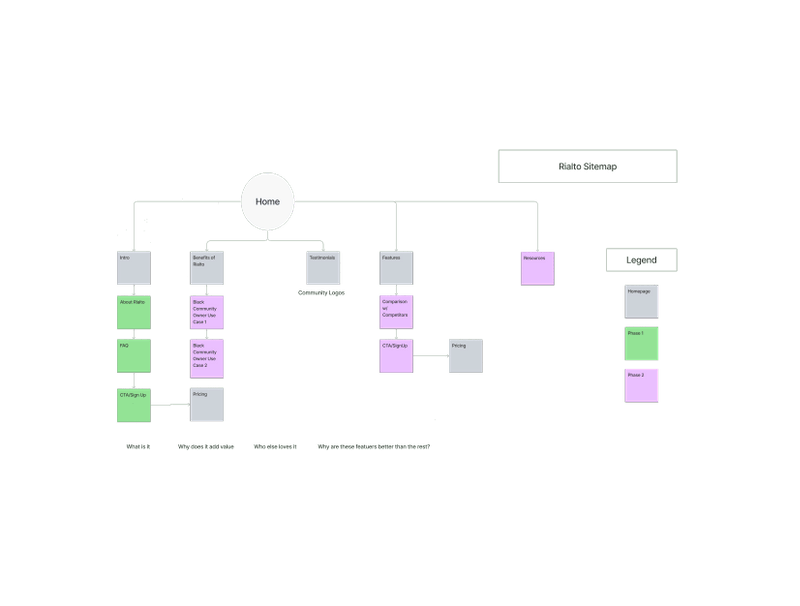 Rialto Sitemap
Home
Intro
Benefits of
Rialto
Testimonials
Features
Resources
Legend
Community Logos
Homepage
About Rialto
Black
Community
Owner Use
Case 1
Comparison
w/
Competitors
Phase 1
FAQ
Black
Community
Owner Use
Case 2
CTA/SignUp
Pricing
Phase 2
CTA/Sign Up
Pricing
What is it
Why does it add value
Who else loves it
Why are these featuers better than the rest?